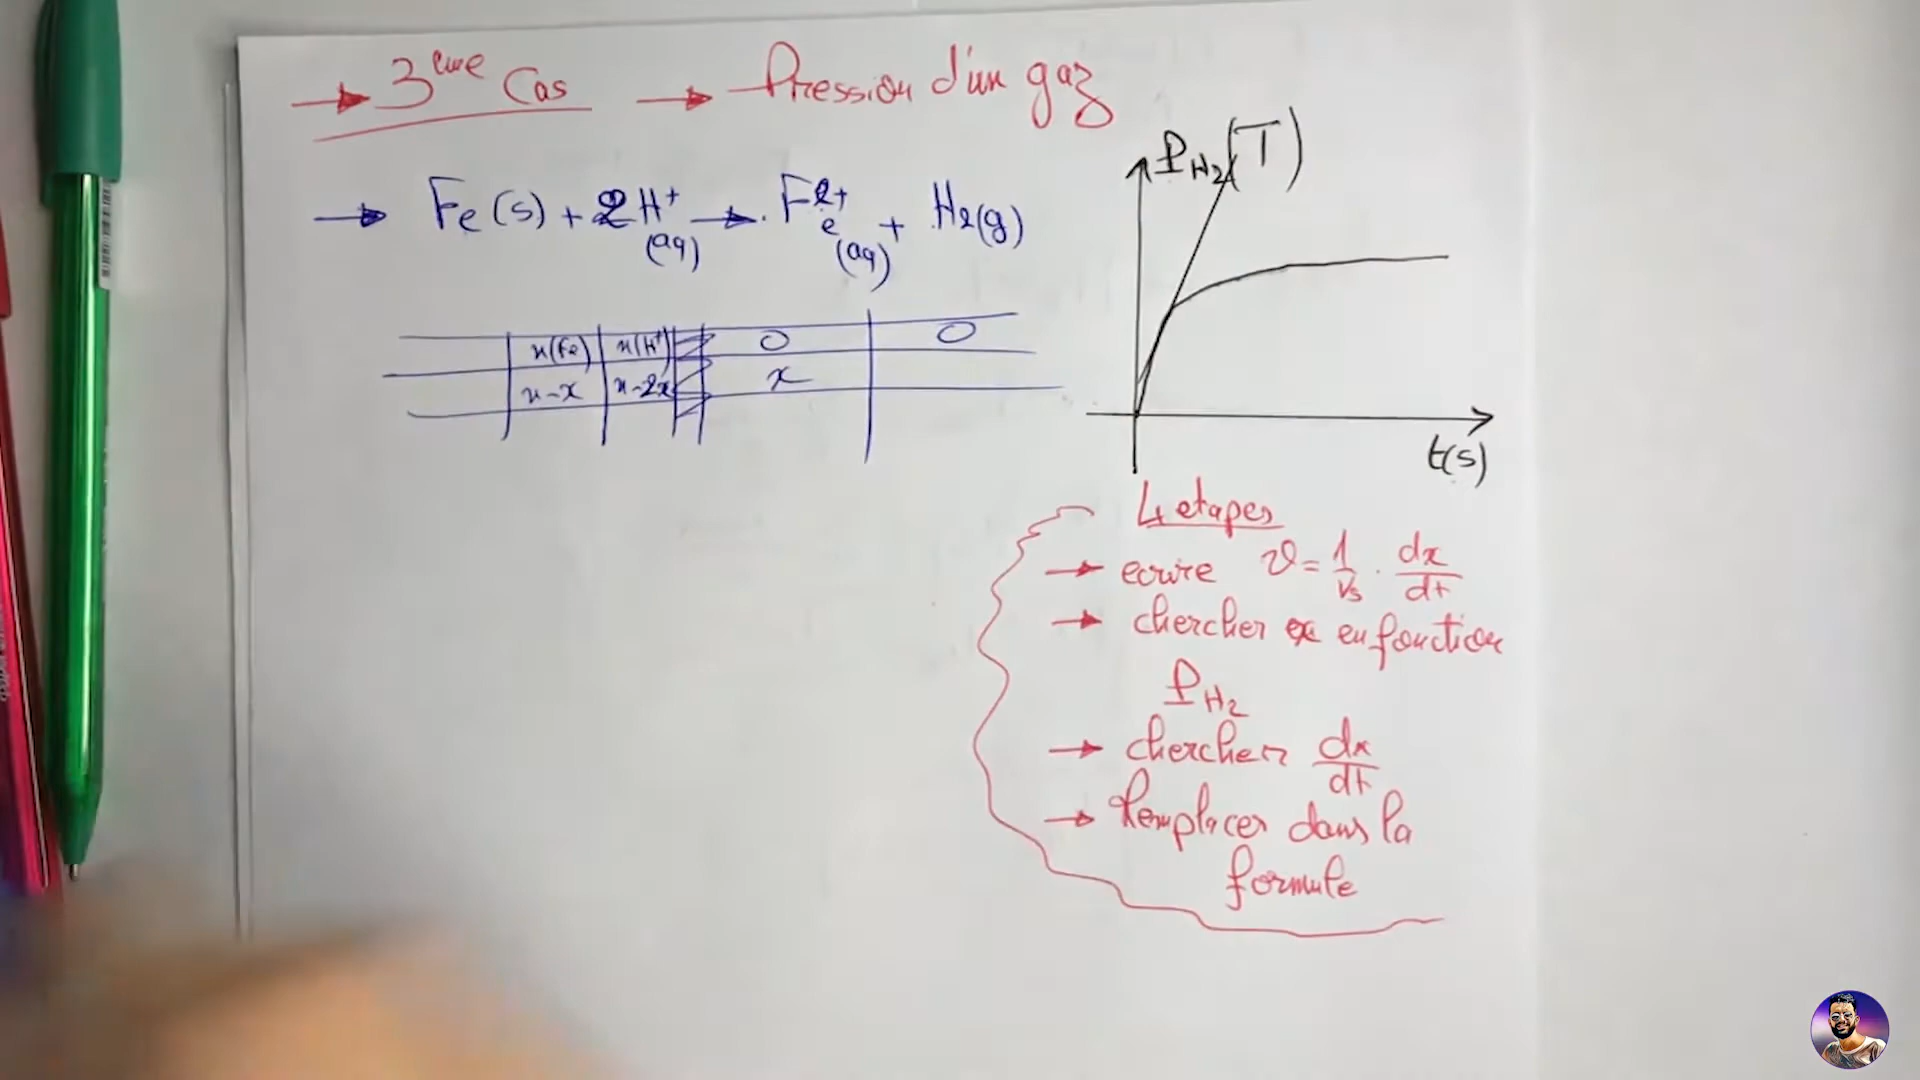 → 3ème Cas → Pression d'un gaz
→ Fe(s) + 2H⁺(aq) → Fe²⁺(aq) + H₂(g)
n(Fe) n(H⁺) 0 0
n-x n-2x x
P_H₂ (T)
t(s)
4 etapes
→ ecrire v = 1/Vs . dx/dt
→ chercher x en fonction
P_H₂
→ chercher dx/dt
→ Remplacer dans la
formule